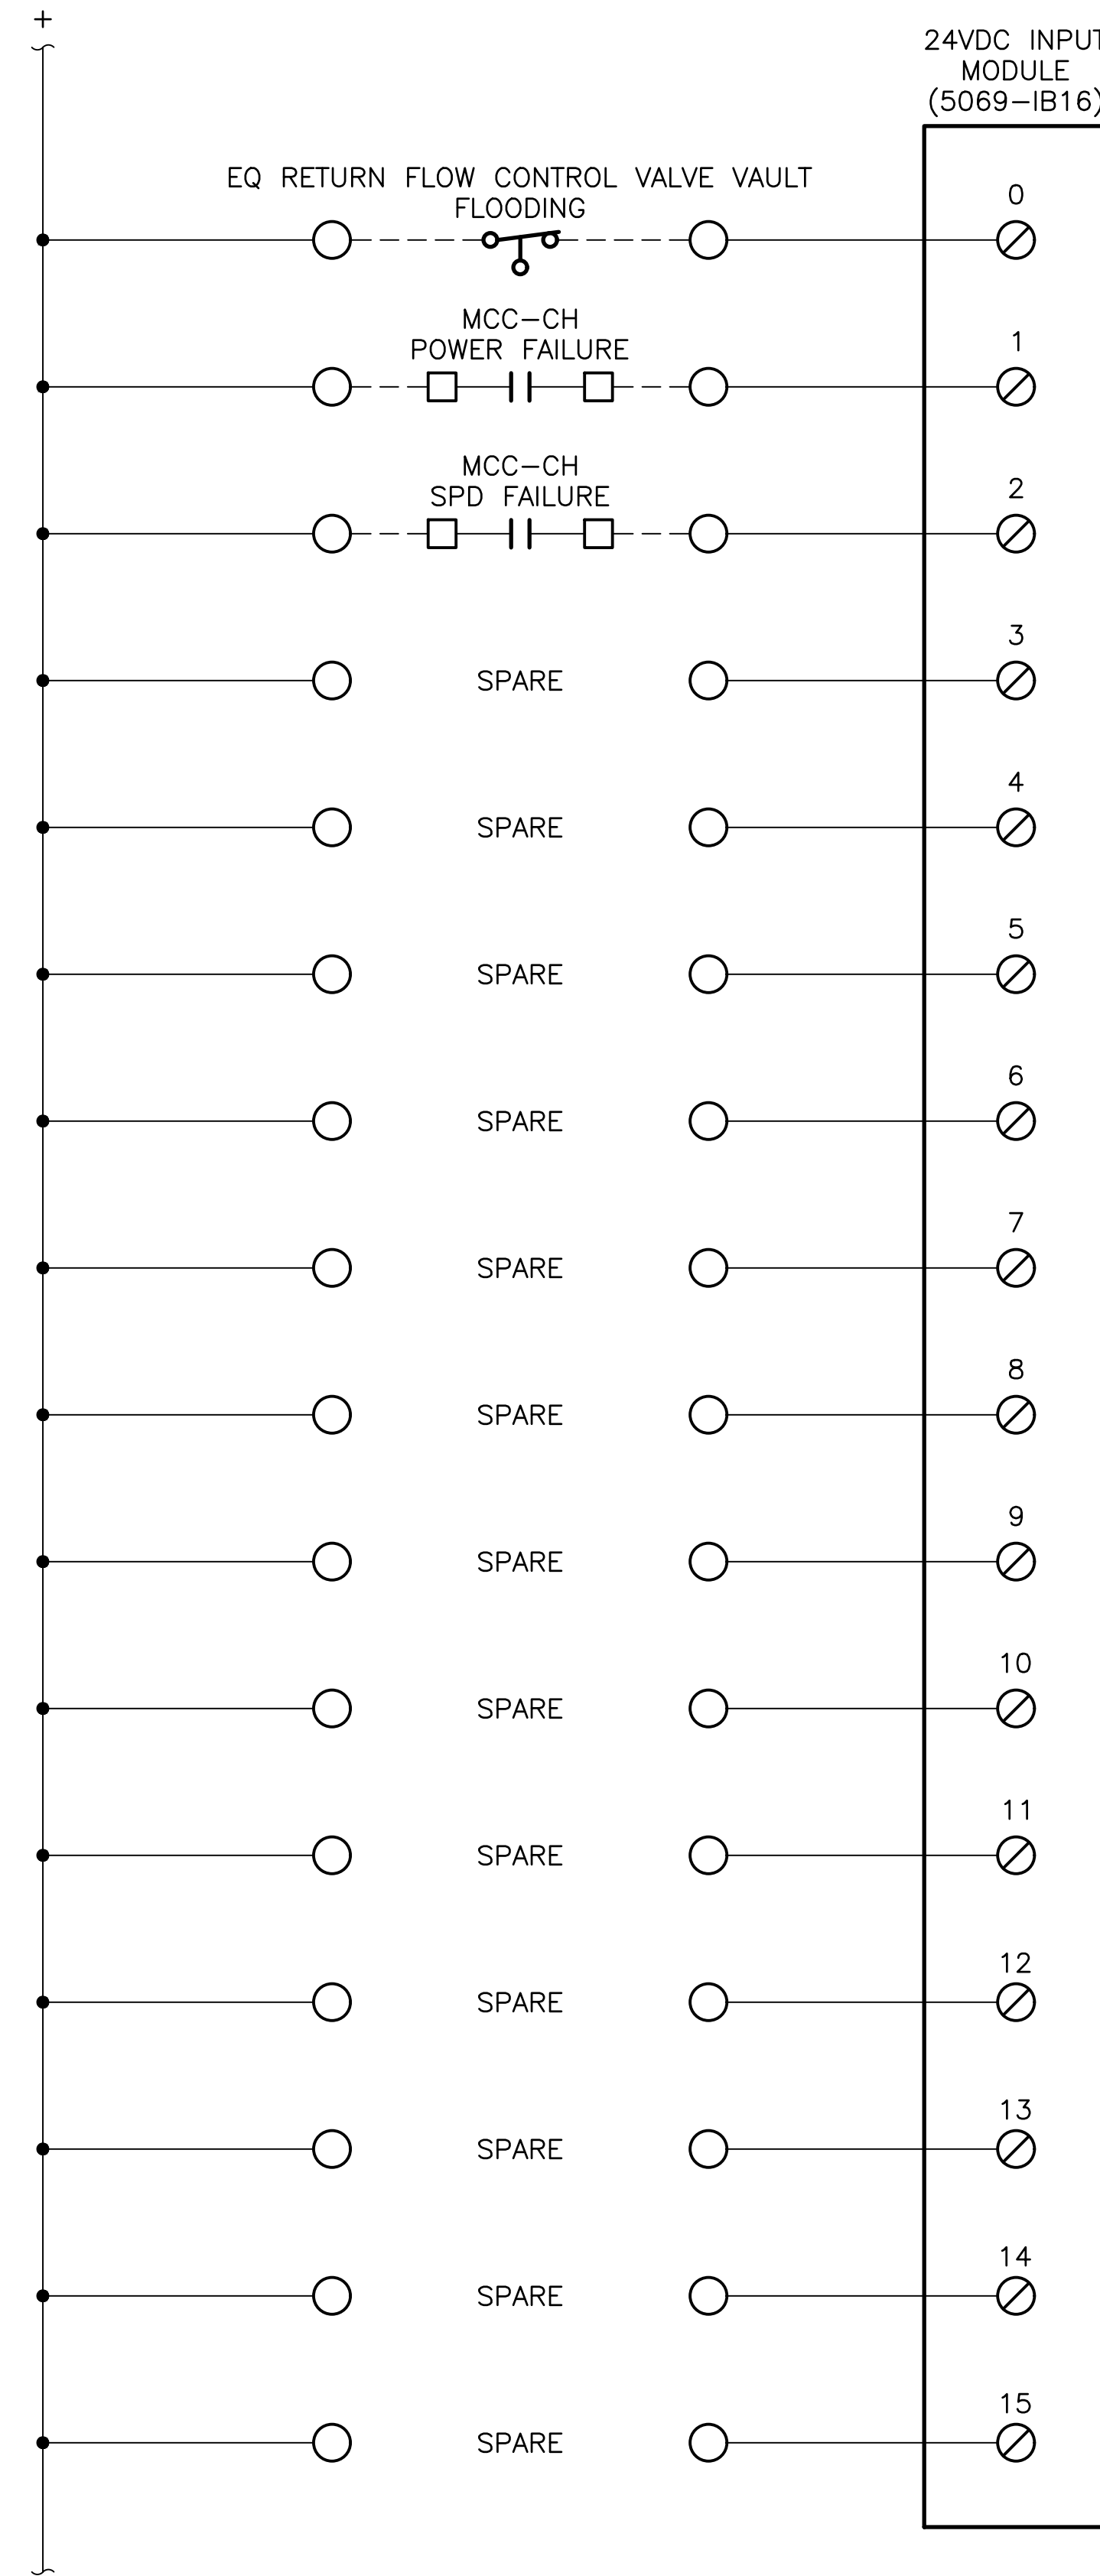 +
24VDC INPUT
MODULE
(5069-IB16)
EQ RETURN FLOW CONTROL VALVE VAULT
FLOODING
0
MCC-CH
POWER FAILURE
1
MCC-CH
SPD FAILURE
2
SPARE
3
SPARE
4
SPARE
5
SPARE
6
SPARE
7
SPARE
8
SPARE
9
SPARE
10
SPARE
11
SPARE
12
SPARE
13
SPARE
14
SPARE
15